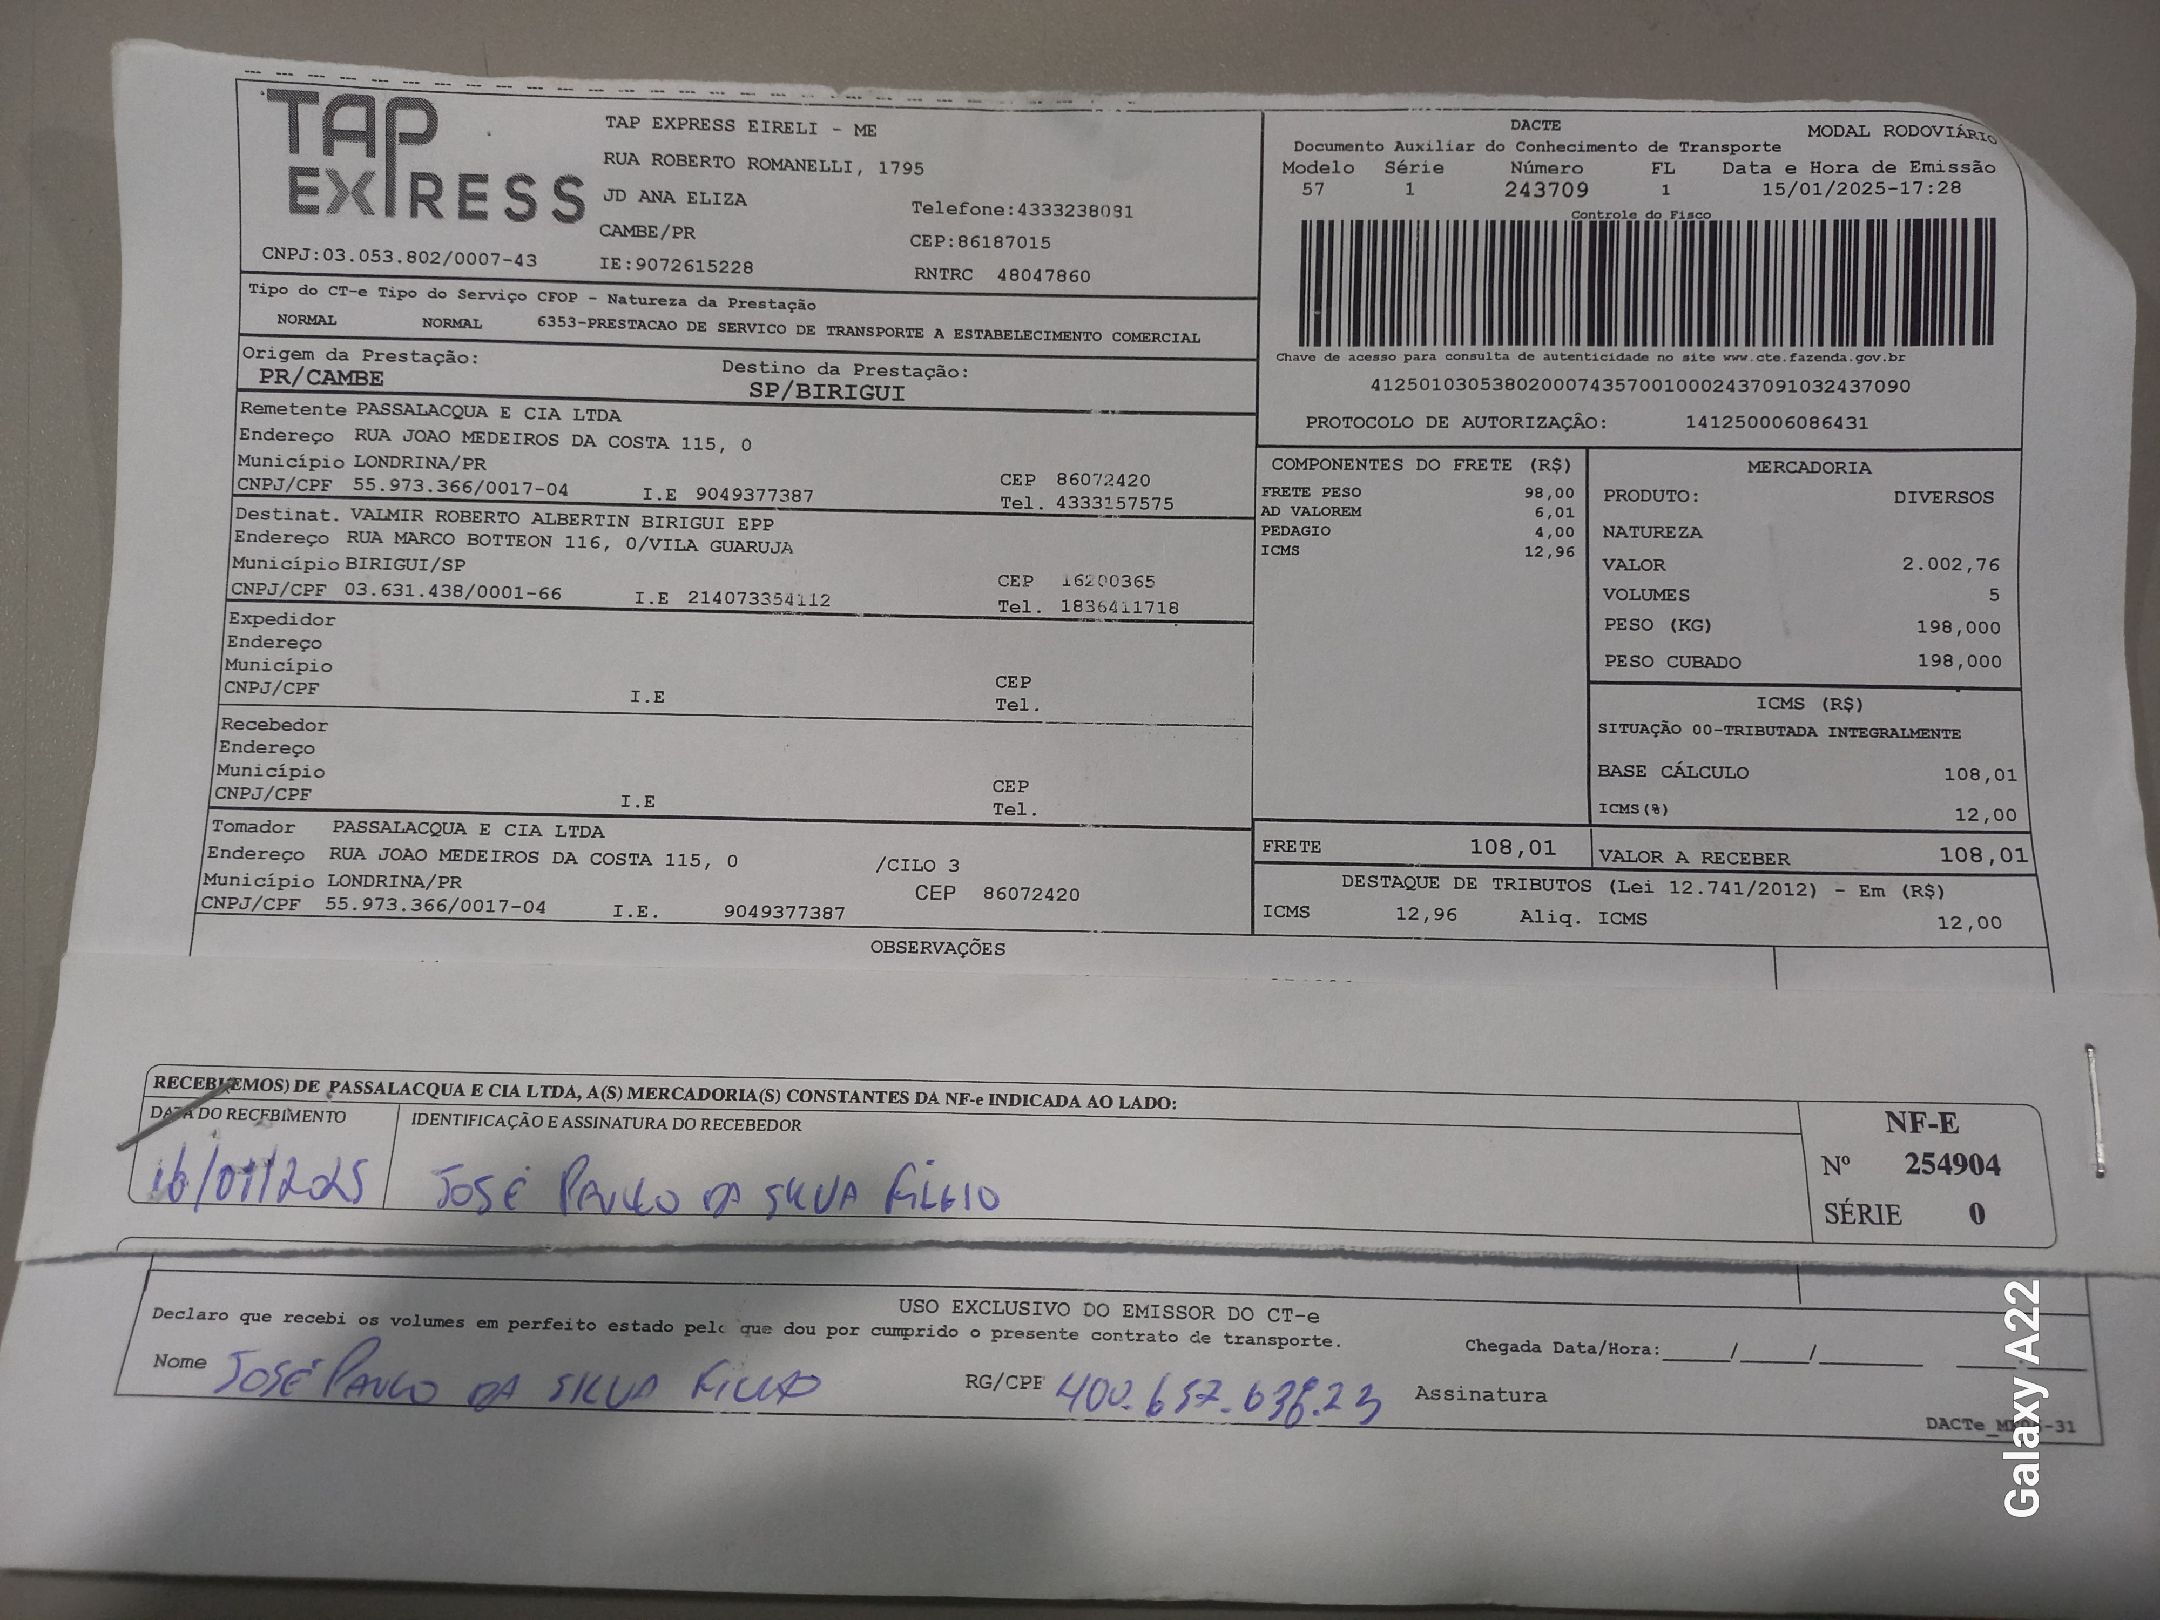 TAP EXPRESS
TAP EXPRESS EIRELI - ME
RUA ROBERTO ROMANELLI, 1795
JD ANA ELIZA
Telefone:4333238081
CAMBE/PR
CEP:86187015
CNPJ:03.053.802/0007-43
IE:9072615228
RNTRC 48047860
DACTE
MODAL RODOVIÁRIO
Documento Auxiliar do Conhecimento de Transporte
Modelo Série Número FL Data e Hora de Emissão
57 1 243709 1 15/01/2025-17:28
Controle do Fisco
Chave de acesso para consulta de autenticidade no site www.cte.fazenda.gov.br
41250103053802000743570010002437091032437090
PROTOCOLO DE AUTORIZAÇÃO: 141250006086431
Tipo do CT-e Tipo do Serviço CFOP - Natureza da Prestação
NORMAL NORMAL 6353-PRESTACAO DE SERVICO DE TRANSPORTE A ESTABELECIMENTO COMERCIAL
Origem da Prestação: Destino da Prestação:
PR/CAMBE SP/BIRIGUI
Remetente PASSALACQUA E CIA LTDA
Endereço RUA JOAO MEDEIROS DA COSTA 115, 0
Município LONDRINA/PR CEP 86072420
CNPJ/CPF 55.973.366/0017-04 I.E 9049377387 Tel. 4333157575
Destinat. VALMIR ROBERTO ALBERTIN BIRIGUI EPP
Endereço RUA MARCO BOTTEON 116, 0/VILA GUARUJA
Município BIRIGUI/SP CEP 16200365
CNPJ/CPF 03.631.438/0001-66 I.E 214073354112 Tel. 1836411718
Expedidor
Endereço
Município CEP
CNPJ/CPF I.E Tel.
Recebedor
Endereço
Município CEP
CNPJ/CPF I.E Tel.
Tomador PASSALACQUA E CIA LTDA
Endereço RUA JOAO MEDEIROS DA COSTA 115, 0 /CILO 3
Município LONDRINA/PR CEP 86072420
CNPJ/CPF 55.973.366/0017-04 I.E. 9049377387
COMPONENTES DO FRETE (R$)
FRETE PESO 98,00
AD VALOREM 6,01
PEDAGIO 4,00
ICMS 12,96
MERCADORIA
PRODUTO: DIVERSOS
NATUREZA
VALOR 2.002,76
VOLUMES 5
PESO (KG) 198,000
PESO CUBADO 198,000
ICMS (R$)
SITUAÇÃO 00-TRIBUTADA INTEGRALMENTE
BASE CÁLCULO 108,01
ICMS(%) 12,00
FRETE 108,01 VALOR A RECEBER 108,01
DESTAQUE DE TRIBUTOS (Lei 12.741/2012) - Em (R$)
ICMS 12,96 Aliq. ICMS 12,00
OBSERVAÇÕES
RECEBI(EMOS) DE PASSALACQUA E CIA LTDA, A(S) MERCADORIA(S) CONSTANTES DA NF-e INDICADA AO LADO:
DATA DO RECEBIMENTO IDENTIFICAÇÃO E ASSINATURA DO RECEBEDOR
16/01/2025 JOSÉ PAULO DA SILVA FILHO
NF-E
Nº 254904
SÉRIE 0
USO EXCLUSIVO DO EMISSOR DO CT-e
Declaro que recebi os volumes em perfeito estado pelo que dou por cumprido o presente contrato de transporte.
Chegada Data/Hora:_____/_____/_______ ________
Nome JOSÉ PAULO DA SILVA FILHO RG/CPF 400.657.638.23 Assinatura
Galaxy A22